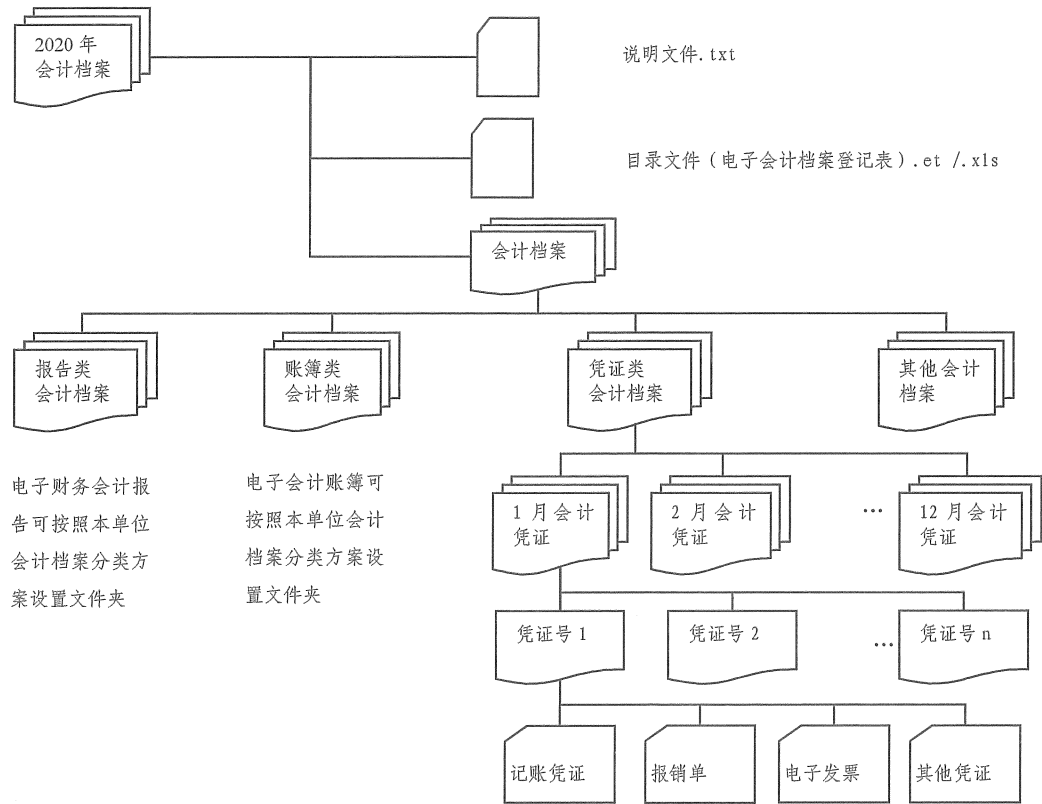 2020 年
会计档案
说明文件.txt
目录文件（电子会计档案登记表）.et /.xls
会计档案
报告类
会计档案
账簿类
会计档案
凭证类
会计档案
其他会计
档案
电子财务会计报
告可按照本单位
会计档案分类方
案设置文件夹
电子会计账簿可
按照本单位会计
档案分类方案设
置文件夹
1 月会计
凭证
2 月会计
凭证
…
12 月会计
凭证
凭证号 1
凭证号 2
…
凭证号 n
记账凭证
报销单
电子发票
其他凭证